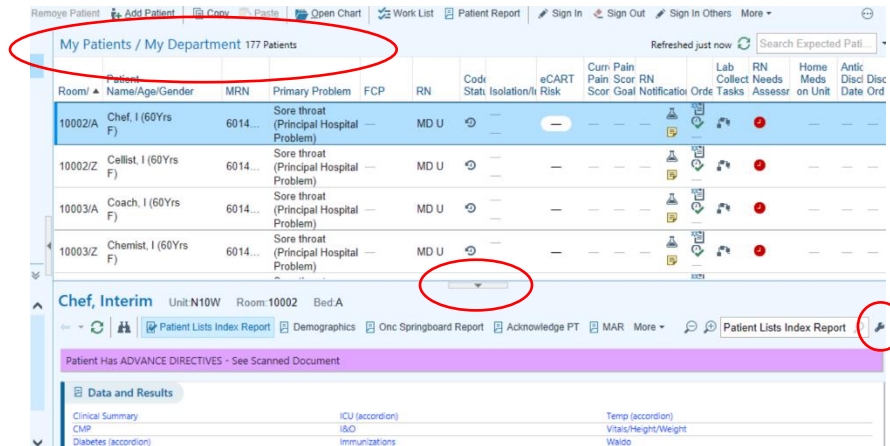 Remove Patient Add Patient Copy Paste Open Chart Work List Patient Report Sign In Sign Out Sign In Others More
My Patients / My Department 177 Patients Refreshed just now Search Expected Pati...
Room/ Patient Name/Age/Gender MRN Primary Problem FCP RN Code Statu Isolation/I eCART Risk Curr Pain Scor Pain Scor Goal RN Notification Orde Lab Collect Tasks RN Needs Assessr Home Meds on Unit Antic Discl Date Disc Ord
10002/A Chef, I (60Yrs F) 6014... Sore throat (Principal Hospital Problem) — MD U
10002/Z Cellist, I (60Yrs F) 6014... Sore throat (Principal Hospital Problem) — MD U
10003/A Coach, I (60Yrs F) 6014... Sore throat (Principal Hospital Problem) — MD U
10003/Z Chemist, I (60Yrs F) 6014... Sore throat (Principal Hospital Problem) — MD U
Chef, Interim Unit:N10W Room:10002 Bed:A
Patient Lists Index Report Demographics Onc Springboard Report Acknowledge PT MAR More Patient Lists Index Report
Patient Has ADVANCE DIRECTIVES - See Scanned Document
Data and Results
Clinical Summary ICU (accordion) Temp (accordion)
CMP I&O Vitals/Height/Weight
Diabetes (accordion) Immunizations Waldo